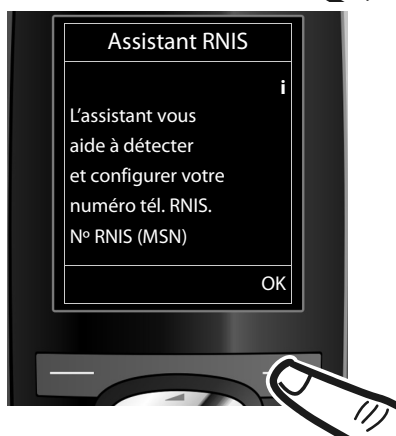 Assistant RNIS
i
L'assistant vous
aide à détecter
et configurer votre
numéro tél. RNIS.
Nº RNIS (MSN)
OK